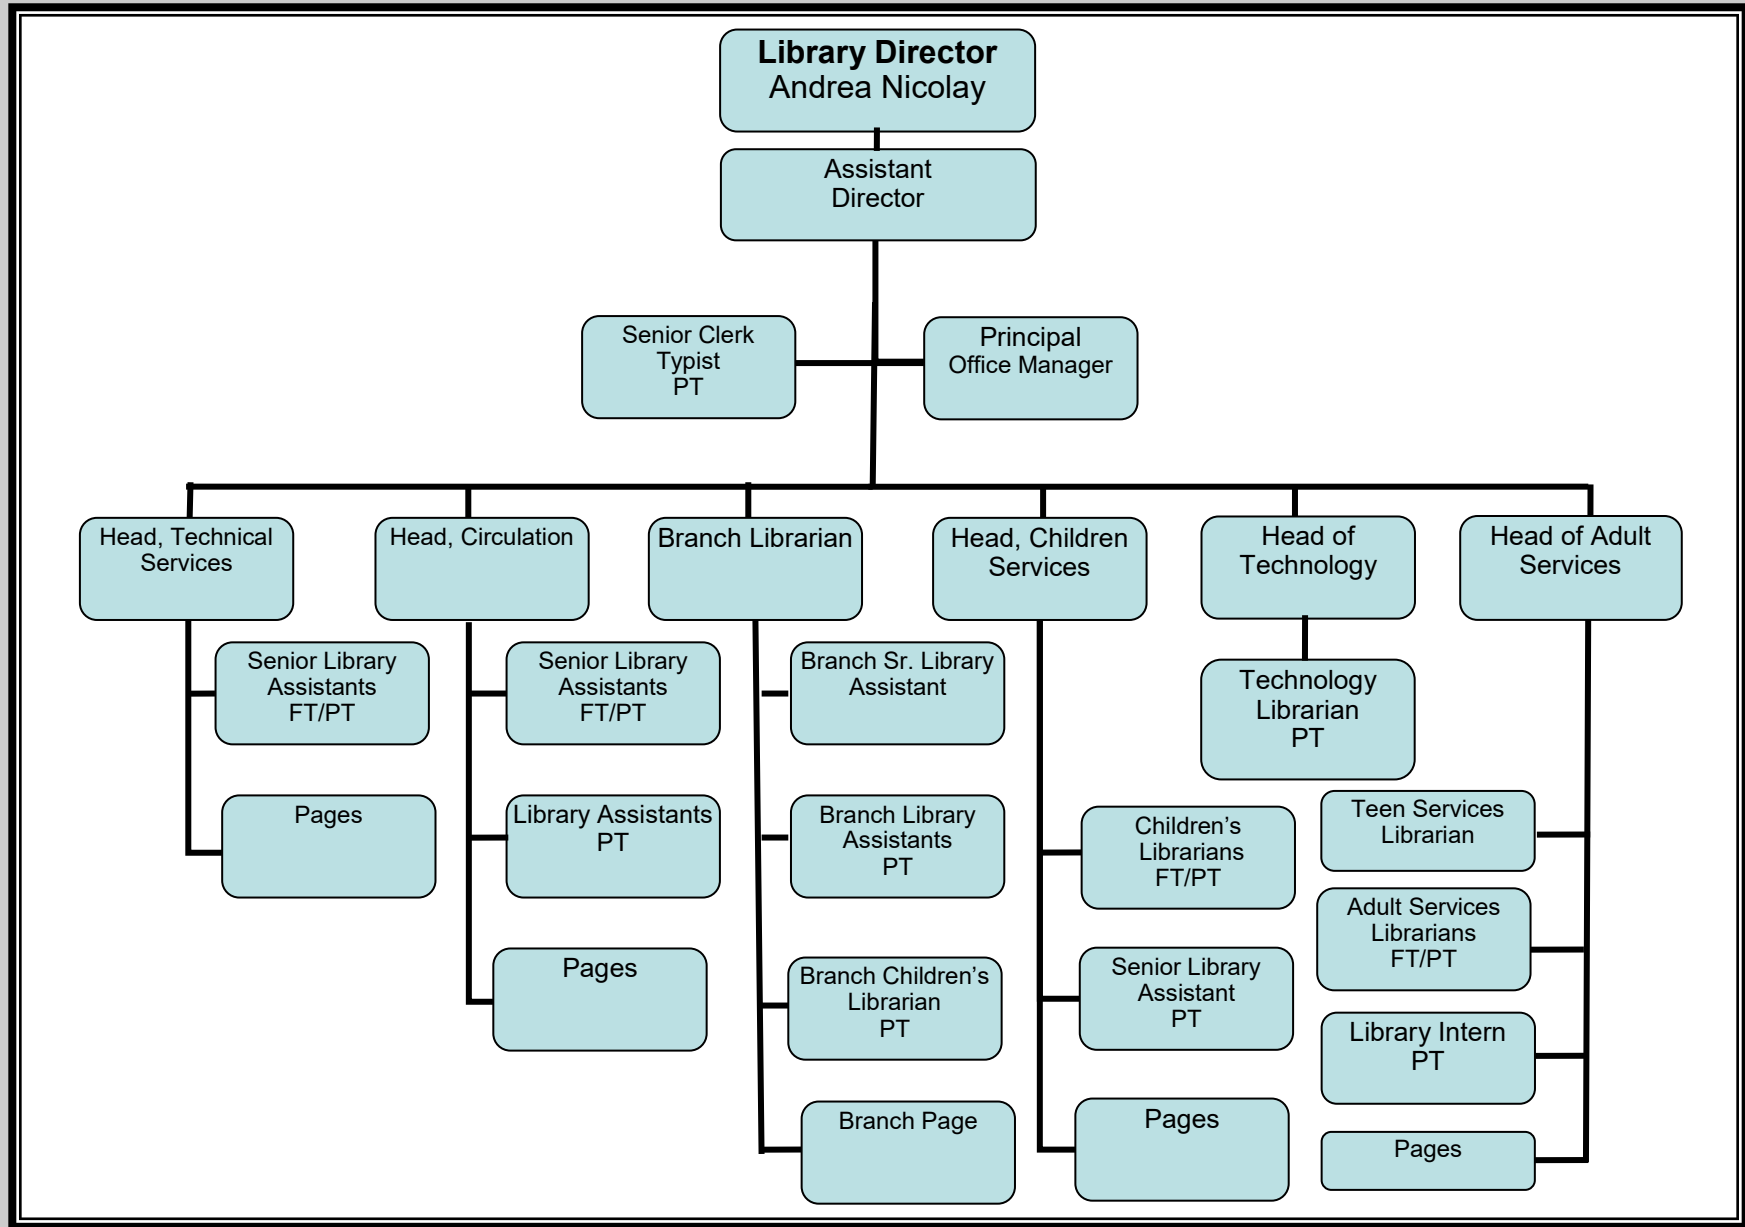 Library Director
Andrea Nicolay
Assistant
Director
Senior Clerk
Typist
PT
Principal
Office Manager
Head, Technical
Services
Head, Circulation
Branch Librarian
Head, Children
Services
Head of
Technology
Head of Adult
Services
Senior Library
Assistants
FT/PT
Pages
Senior Library
Assistants
FT/PT
Library Assistants
PT
Pages
Branch Sr. Library
Assistant
Branch Library
Assistants
PT
Branch Children’s
Librarian
PT
Branch Page
Children’s
Librarians
FT/PT
Senior Library
Assistant
PT
Pages
Technology
Librarian
PT
Teen Services
Librarian
Adult Services
Librarians
FT/PT
Library Intern
PT
Pages